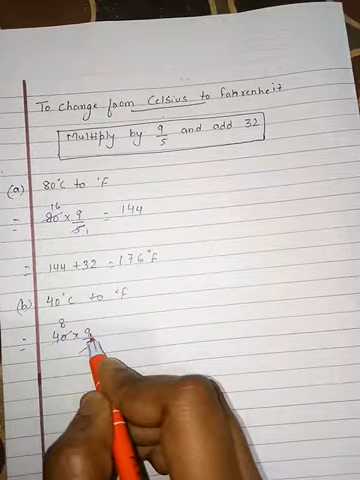 To change from Celsius to Fahrenheit
Multiply by 9/5 and add 32
(a) 80°C to °F
16
= 80 × 9/5 1 = 144
= 144 + 32 = 176°F
(b) 40°C to °F
8
= 40 × 9